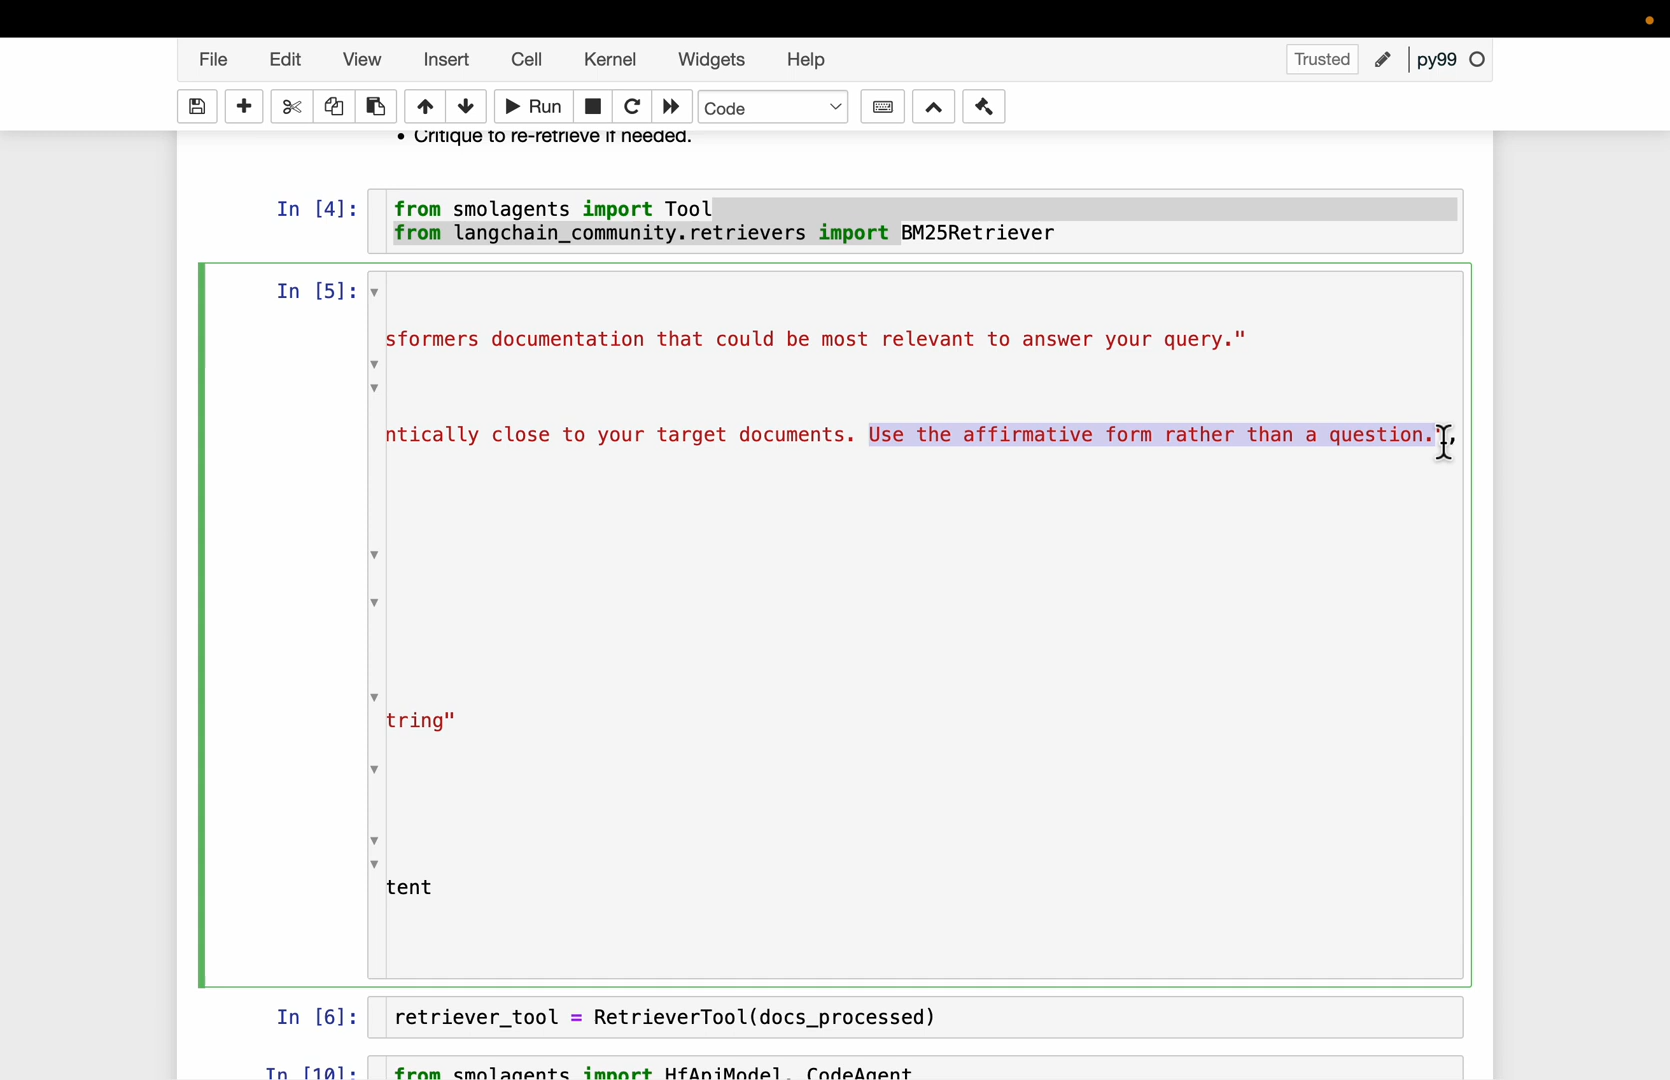 File Edit View Insert Cell Kernel Widgets Help Trusted py99
Run Code
• Critique to re-retrieve if needed.
In [4]: from smolagents import Tool
from langchain_community.retrievers import BM25Retriever
In [5]:
sformers documentation that could be most relevant to answer your query."
ntically close to your target documents. Use the affirmative form rather than a question.",
tring"
tent
In [6]: retriever_tool = RetrieverTool(docs_processed)
In [10]: from smolagents import HfApiModel, CodeAgent